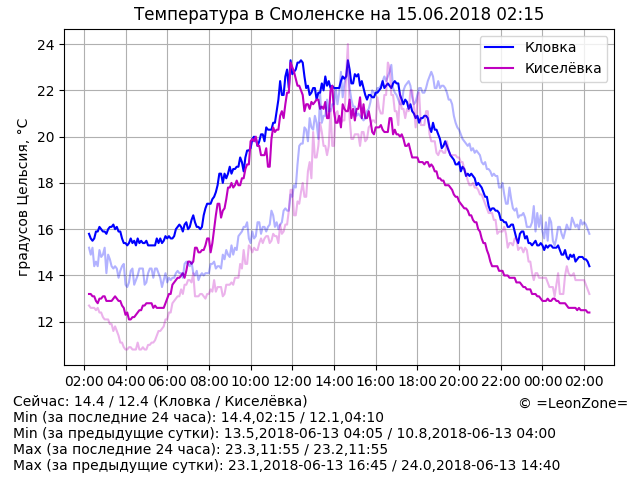 Температура в Смоленске на 15.06.2018 02:15
градусов Цельсия, °C
24
22
20
18
16
14
12
Кловка
Киселёвка
02:00 04:00 06:00 08:00 10:00 12:00 14:00 16:00 18:00 20:00 22:00 00:00 02:00
Сейчас: 14.4 / 12.4 (Кловка / Киселёвка)
© =LeonZone=
Min (за последние 24 часа): 14.4,02:15 / 12.1,04:10
Min (за предыдущие сутки): 13.5,2018-06-13 04:05 / 10.8,2018-06-13 04:00
Max (за последние 24 часа): 23.3,11:55 / 23.2,11:55
Max (за предыдущие сутки): 23.1,2018-06-13 16:45 / 24.0,2018-06-13 14:40